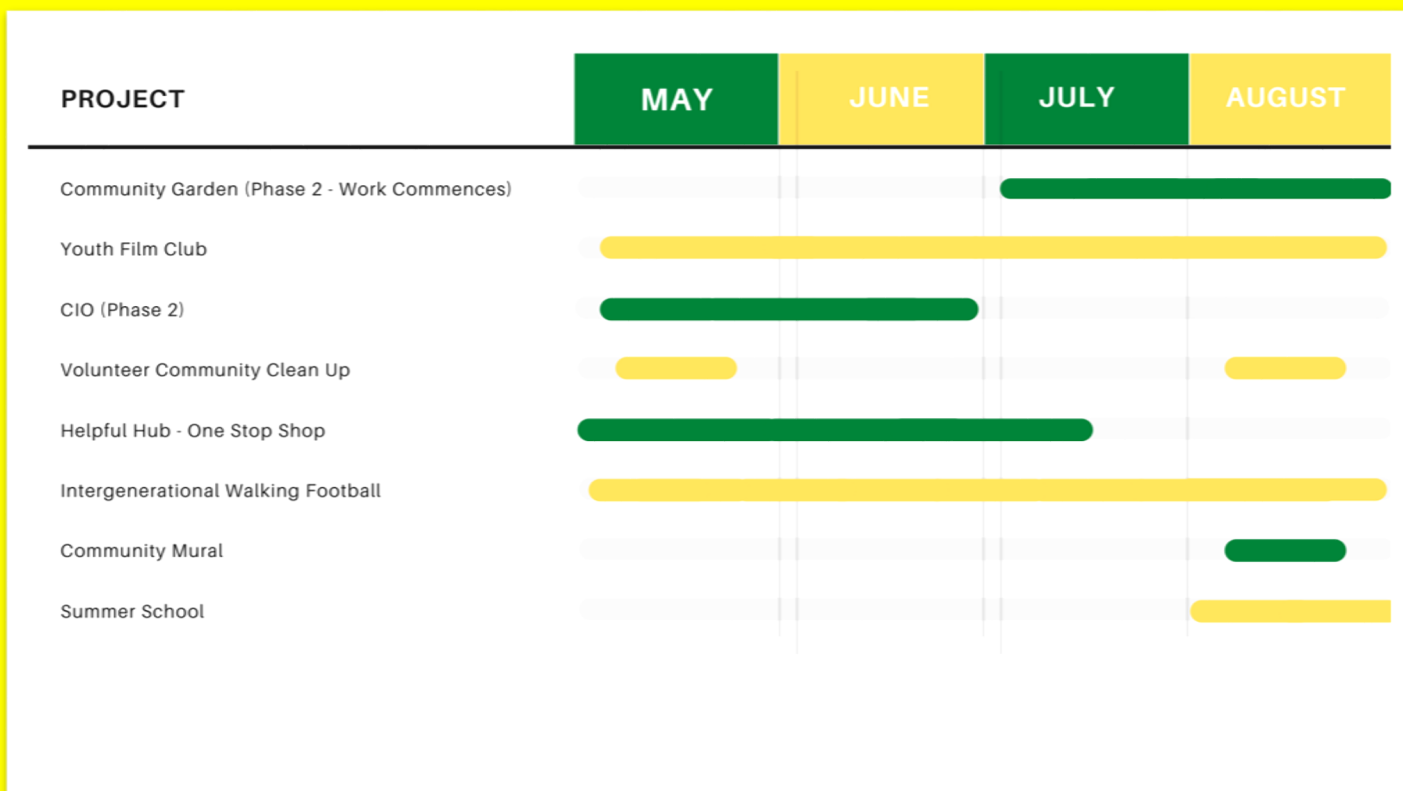 PROJECT MAY JUNE JULY AUGUST
Community Garden (Phase 2 - Work Commences)
Youth Film Club
CIO (Phase 2)
Volunteer Community Clean Up
Helpful Hub - One Stop Shop
Intergenerational Walking Football
Community Mural
Summer School